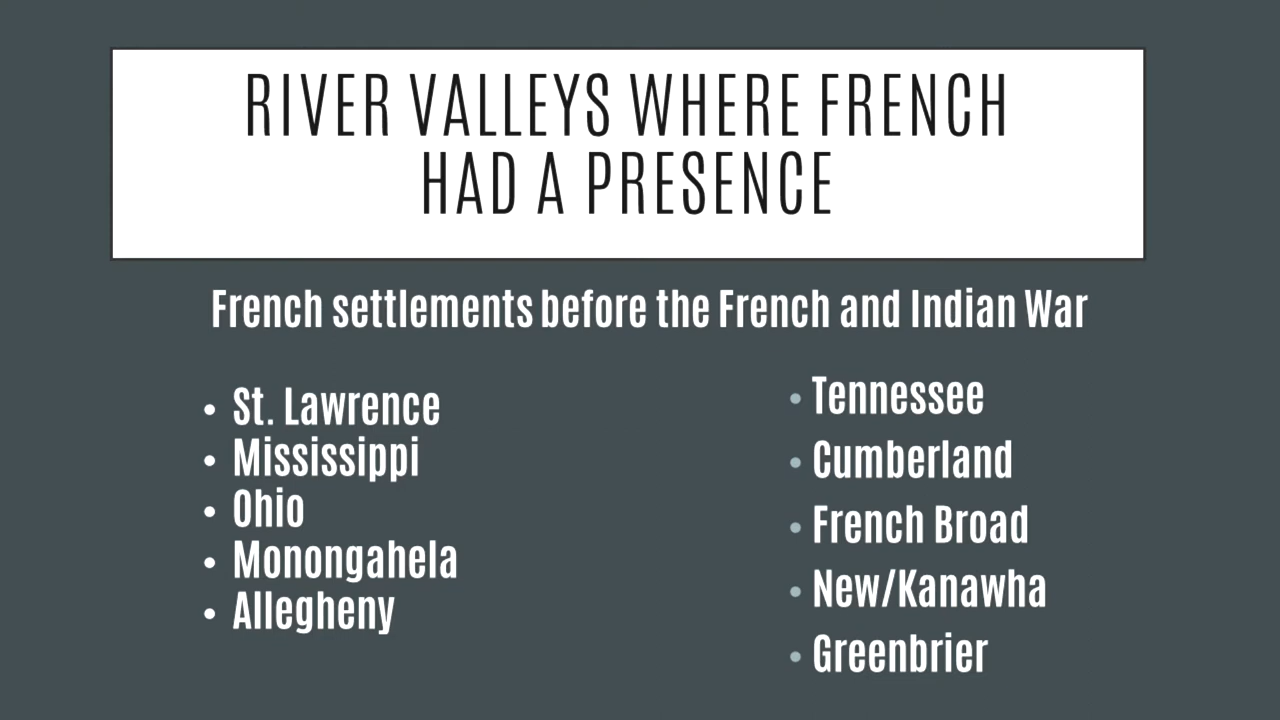 RIVER VALLEYS WHERE FRENCH
HAD A PRESENCE
French settlements before the French and Indian War
• St. Lawrence
• Mississippi
• Ohio
• Monongahela
• Allegheny
• Tennessee
• Cumberland
• French Broad
• New/Kanawha
• Greenbrier